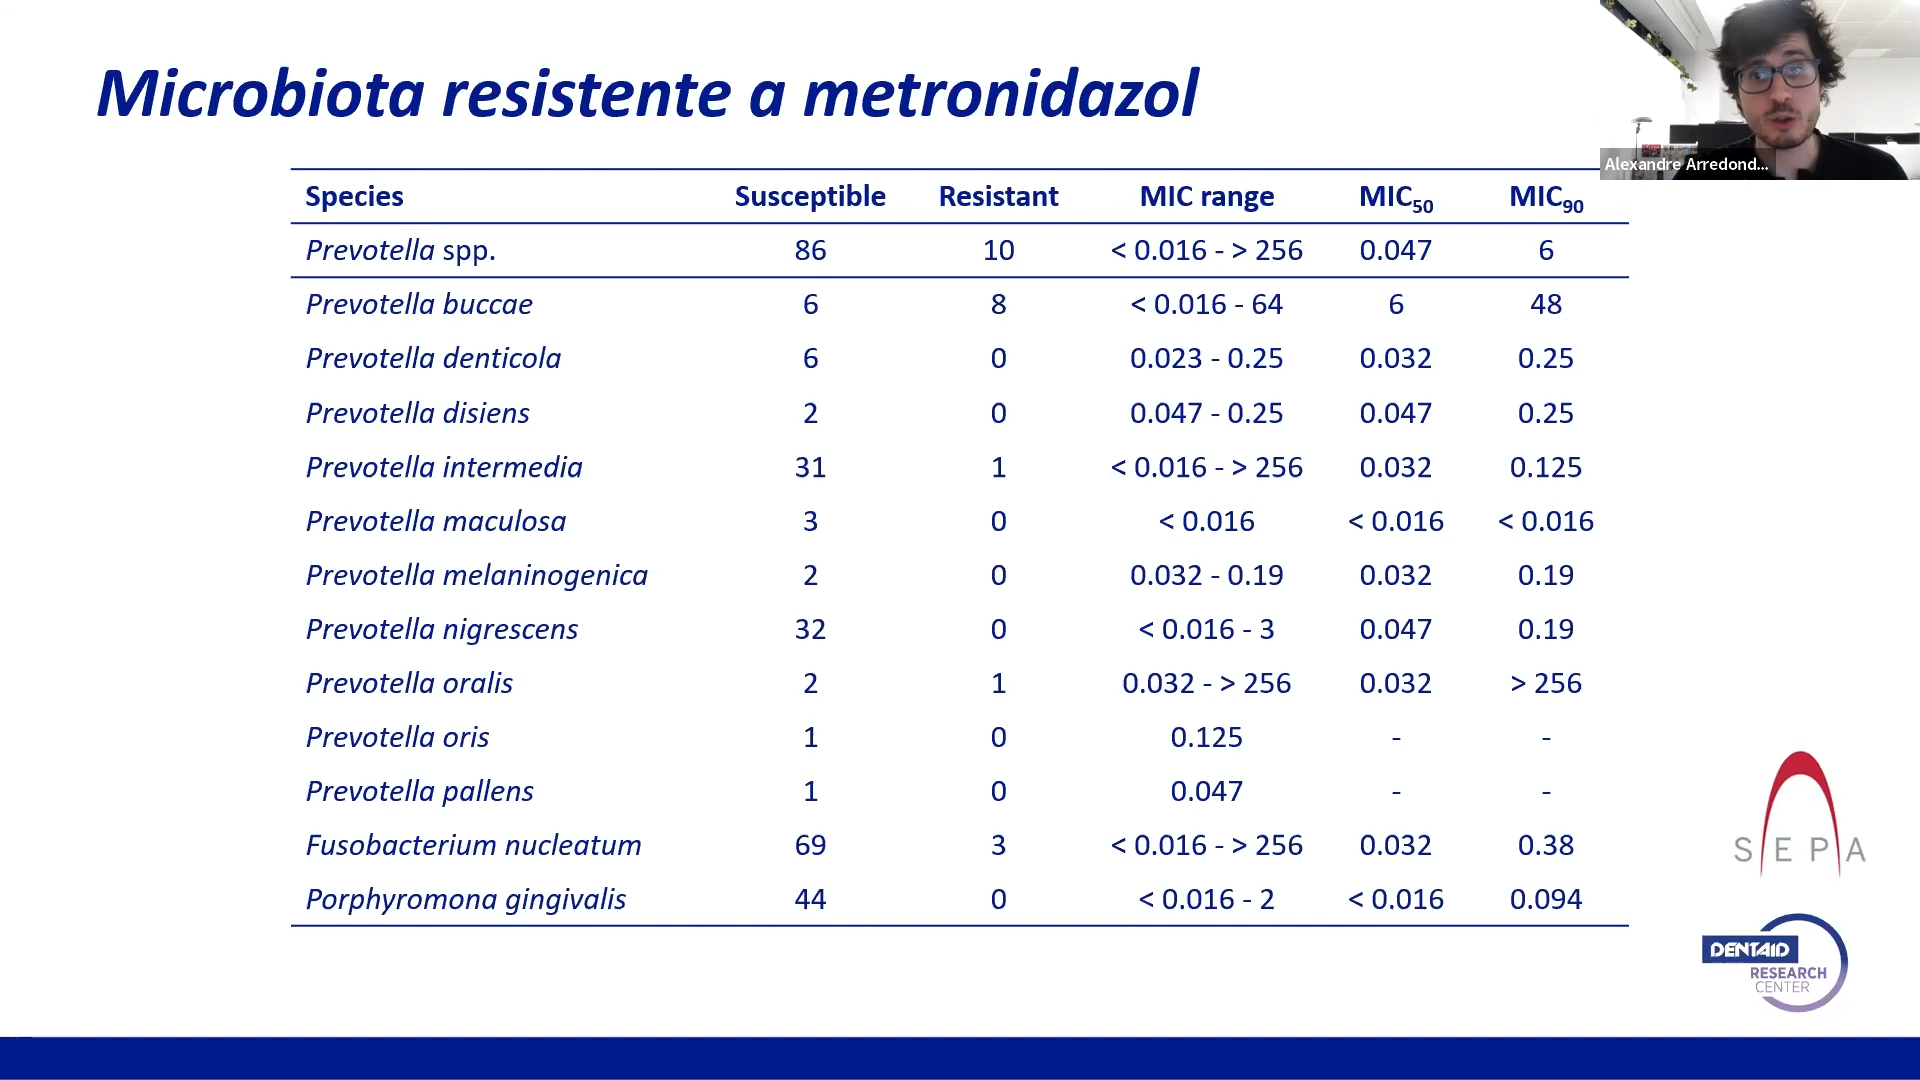 Microbiota resistente a metronidazol
Alexandre Arredond...
Species Susceptible Resistant MIC range MIC50 MIC90
Prevotella spp. 86 10 < 0.016 - > 256 0.047 6
Prevotella buccae 6 8 < 0.016 - 64 6 48
Prevotella denticola 6 0 0.023 - 0.25 0.032 0.25
Prevotella disiens 2 0 0.047 - 0.25 0.047 0.25
Prevotella intermedia 31 1 < 0.016 - > 256 0.032 0.125
Prevotella maculosa 3 0 < 0.016 < 0.016 < 0.016
Prevotella melaninogenica 2 0 0.032 - 0.19 0.032 0.19
Prevotella nigrescens 32 0 < 0.016 - 3 0.047 0.19
Prevotella oralis 2 1 0.032 - > 256 0.032 > 256
Prevotella oris 1 0 0.125 - -
Prevotella pallens 1 0 0.047 - -
Fusobacterium nucleatum 69 3 < 0.016 - > 256 0.032 0.38
Porphyromona gingivalis 44 0 < 0.016 - 2 < 0.016 0.094
SEPA
DENTAID
RESEARCH
CENTER